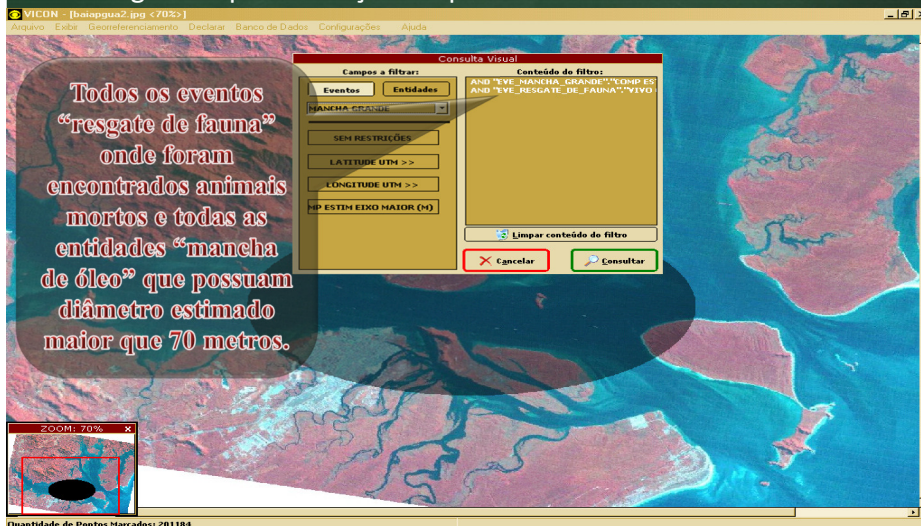 VICON - [baiapgua2.jpg <70%>]
Arquivo Exibir Georreferenciamento Declarar Banco de Dados Configurações Ajuda
Consulta Visual
Campos a filtrar:
Conteúdo do filtro:
Eventos Entidades
AND "EVE_MANCHA_GRANDE","COMP EST
AND "EVE_RESGATE_DE_FAUNA","VIVO
MANCHA GRANDE
SEM RESTRIÇÕES
LATITUDE UTM >>
LONGITUDE UTM >>
MP ESTIM EIXO MAIOR (M)
Limpar conteúdo do filtro
Cancelar Consultar
Todos os eventos
“resgate de fauna”
onde foram
encontrados animais
mortos e todas as
entidades “mancha
de óleo” que possuam
diâmetro estimado
maior que 70 metros.
ZOOM: 70% x
Quantidade de Pontos Marcados: 201184